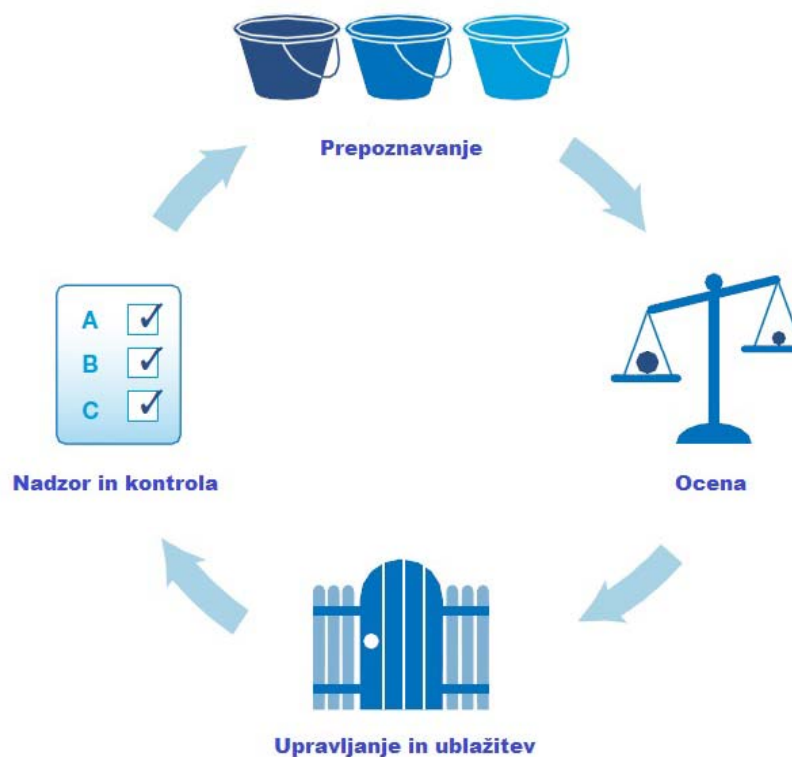 Prepoznavanje
A
B
C
Nadzor in kontrola
Ocena
Upravljanje in ublažitev